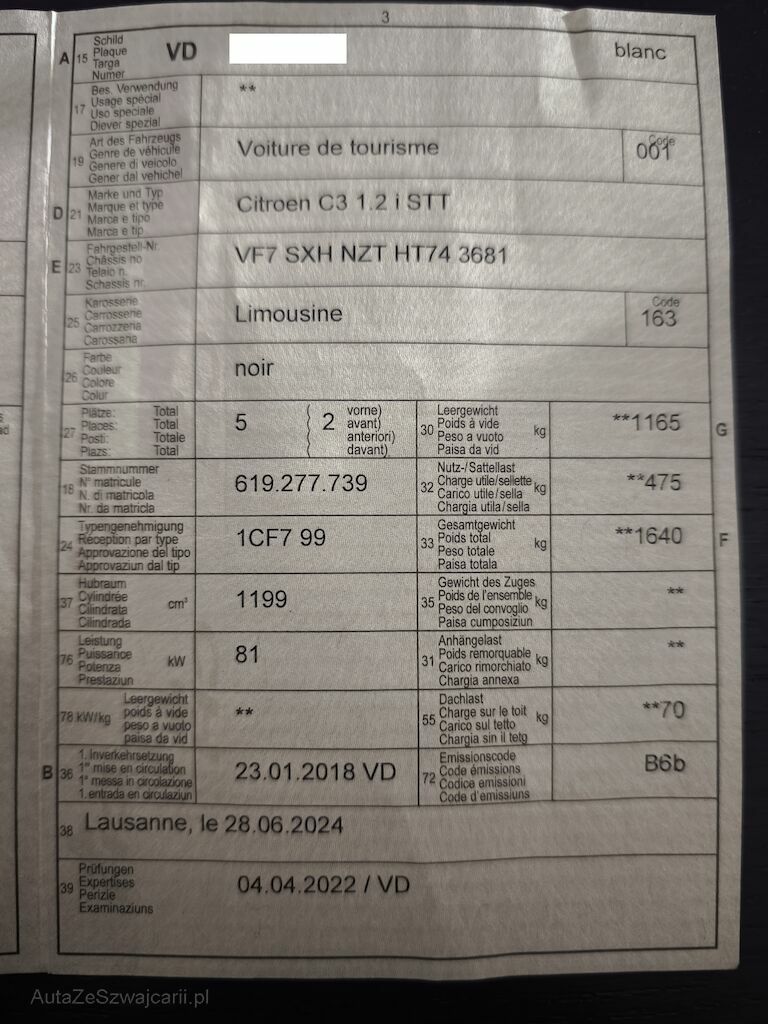 3
A 15 Schild
Plaque
Targa
Numer
VD
blanc
17 Bes. Verwendung
Usage spécial
Uso speciale
Diever spezial
**
19 Art des Fahrzeugs
Genre de véhicule
Genere di veicolo
Gener dal vehichel
Voiture de tourisme
Code
001
D 21 Marke und Typ
Marque et type
Marca e tipo
Marca e tip
Citroen C3 1.2 i STT
E 23 Fahrgestell-Nr.
Châssis no
Telaio n.
Schassis nr.
VF7 SXH NZT HT74 3681
25 Karosserie
Carrosserie
Carrozzeria
Carossaria
Limousine
Code
163
26 Farbe
Couleur
Colore
Colur
noir
27 Plätze: Total
Places: Total
Posti: Totale
Plazs: Total
5
2 vorne)
avant)
anteriori)
davant)
30 Leergewicht
Poids à vide
Peso a vuoto
Paisa da vid
kg
**1165
G
18 Stammnummer
N° matricule
N. di matricola
Nr. da matricla
619.277.739
32 Nutz-/Sattellast
Charge utile/sellette
Carico utile/sella
Chargia utila/sella
kg
**475
24 Typengenehmigung
Réception par type
Approvazione del tipo
Approvaziun dal tip
1CF7 99
33 Gesamtgewicht
Poids total
Peso totale
Paisa totala
kg
**1640
F
37 Hubraum
Cylindrée
Cilindrata
Cilindrada
cm³
1199
35 Gewicht des Zuges
Poids de l'ensemble
Peso del convoglio
Paisa cumposiziun
kg
**
76 Leistung
Puissance
Potenza
Prestaziun
kW
81
31 Anhängelast
Poids remorquable
Carico rimorchiato
Chargia annexa
kg
**
78 kW/kg
Leergewicht
poids à vide
peso a vuoto
paisa da vid
**
55 Dachlast
Charge sur le toit
Carico sul tetto
Chargia sin il tetg
kg
**70
B 36 1. Inverkehrsetzung
1re mise en circulation
1a messa in circolazione
1. entrada en circulaziun
23.01.2018 VD
72 Emissionscode
Code émissions
Codice emissioni
Code d'emissiuns
B6b
38 Lausanne, le 28.06.2024
39 Prüfungen
Expertises
Perizie
Examinaziuns
04.04.2022 / VD
AutaZeSzwajcarii.pl